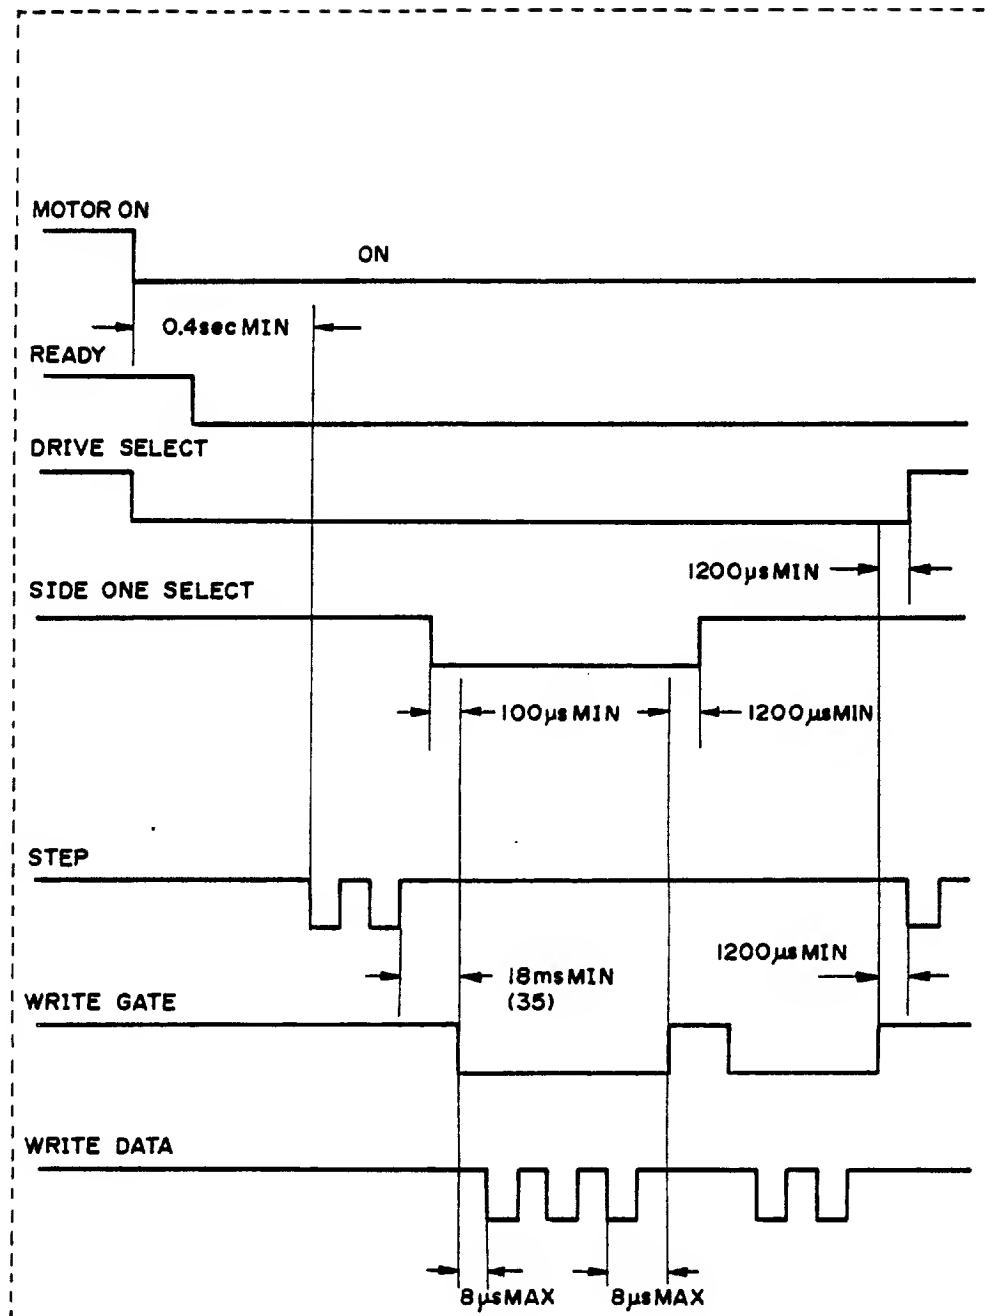 MOTOR ON
ON
0.4sec MIN
READY
DRIVE SELECT
1200µs MIN
SIDE ONE SELECT
100µs MIN
1200µs MIN
STEP
1200µs MIN
18ms MIN
(35)
WRITE GATE
WRITE DATA
8µs MAX
8µs MAX